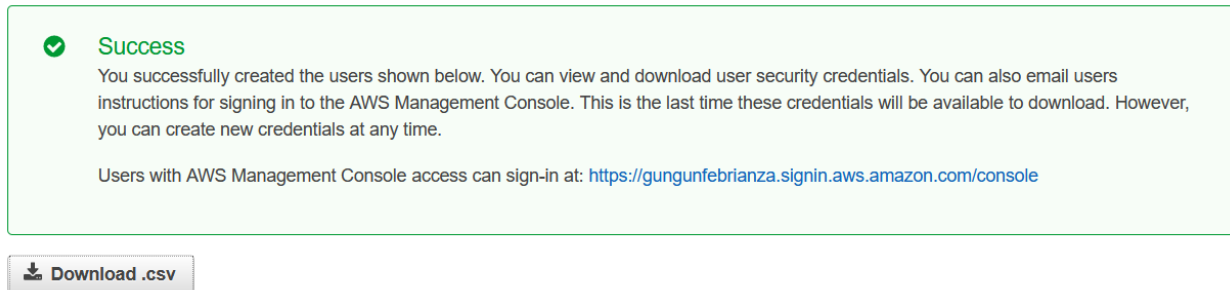 Success
You successfully created the users shown below. You can view and download user security credentials. You can also email users
instructions for signing in to the AWS Management Console. This is the last time these credentials will be available to download. However,
you can create new credentials at any time.
Users with AWS Management Console access can sign-in at: https://gungunfebrianza.signin.aws.amazon.com/console
Download .csv